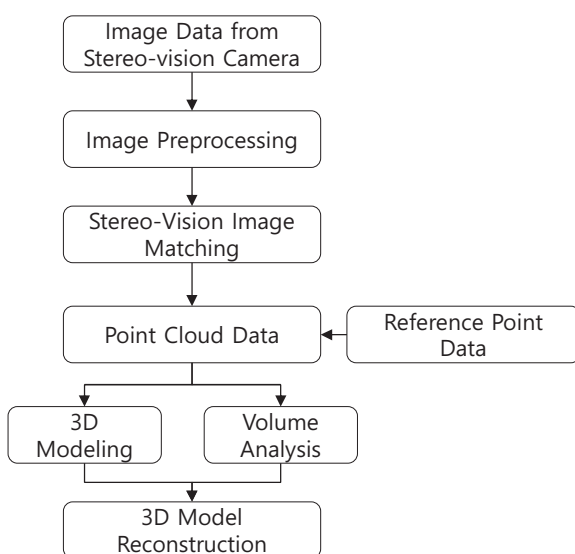 Image Data from
Stereo-vision Camera
Image Preprocessing
Stereo-Vision Image
Matching
Point Cloud Data
Reference Point
Data
3D
Modeling
Volume
Analysis
3D Model
Reconstruction